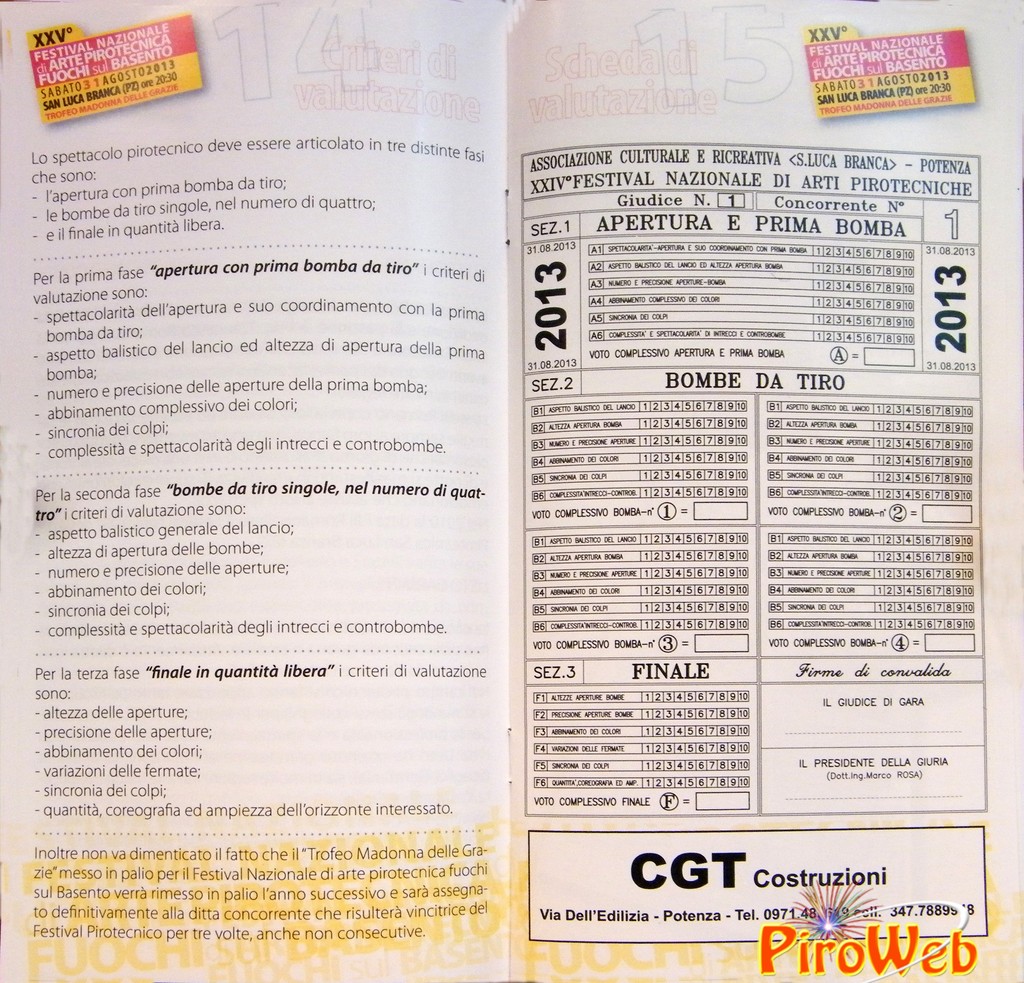 XXV°
FESTIVAL NAZIONALE
di ARTE PIROTECNICA
FUOCHI sul BASENTO
SABATO 31 AGOSTO 2013
SAN LUCA BRANCA (PZ) ore 20:30
TROFEO MADONNA DELLE GRAZIE
14
Criteri di
valutazione
Lo spettacolo pirotecnico deve essere articolato in tre distinte fasi
che sono:
- l'apertura con prima bomba da tiro;
- le bombe da tiro singole, nel numero di quattro;
- e il finale in quantità libera.
Per la prima fase "apertura con prima bomba da tiro" i criteri di
valutazione sono:
- spettacolarità dell'apertura e suo coordinamento con la prima
bomba da tiro;
- aspetto balistico del lancio ed altezza di apertura della prima
bomba;
- numero e precisione delle aperture della prima bomba;
- abbinamento complessivo dei colori;
- sincronia dei colpi;
- complessità e spettacolarità degli intrecci e controbombe.
Per la seconda fase "bombe da tiro singole, nel numero di quat-
tro" i criteri di valutazione sono:
- aspetto balistico generale del lancio;
- altezza di apertura delle bombe;
- numero e precisione delle aperture;
- abbinamento dei colori;
- sincronia dei colpi;
- complessità e spettacolarità degli intrecci e controbombe.
Per la terza fase "finale in quantità libera" i criteri di valutazione
sono:
- altezza delle aperture;
- precisione delle aperture;
- abbinamento dei colori;
- variazioni delle fermate;
- sincronia dei colpi;
- quantità, coreografia ed ampiezza dell'orizzonte interessato.
Inoltre non va dimenticato il fatto che il "Trofeo Madonna delle Gra-
zie" messo in palio per il Festival Nazionale di arte pirotecnica fuochi
sul Basento verrà rimesso in palio l'anno successivo e sarà assegna-
to definitivamente alla ditta concorrente che risulterà vincitrice del
Festival Pirotecnico per tre volte, anche non consecutive.
Scheda di
valutazione
15
XXV°
FESTIVAL NAZIONALE
di ARTE PIROTECNICA
FUOCHI sul BASENTO
SABATO 31 AGOSTO 2013
SAN LUCA BRANCA (PZ) ore 20:30
TROFEO MADONNA DELLE GRAZIE
ASSOCIAZIONE CULTURALE E RICREATIVA <S.LUCA BRANCA> - POTENZA
XXIV°FESTIVAL NAZIONALE DI ARTI PIROTECNICHE
Giudice N. 1 Concorrente N° 1
SEZ.1 APERTURA E PRIMA BOMBA
31.08.2013 2013 31.08.2013
A1 SPETTACOLARITA'-APERTURA E SUO COORDINAMENTO CON PRIMA BOMBA 1 2 3 4 5 6 7 8 9 10
A2 ASPETTO BALISTICO DEL LANCIO ED ALTEZZA APERTURA BOMBA 1 2 3 4 5 6 7 8 9 10
A3 NUMERO E PRECISIONE APERTURE-BOMBA 1 2 3 4 5 6 7 8 9 10
A4 ABBINAMENTO COMPLESSIVO DEI COLORI 1 2 3 4 5 6 7 8 9 10
A5 SINCRONIA DEI COLPI 1 2 3 4 5 6 7 8 9 10
A6 COMPLESSITA' E SPETTACOLARITA' DI INTRECCI E CONTROBOMBE 1 2 3 4 5 6 7 8 9 10
VOTO COMPLESSIVO APERTURA E PRIMA BOMBA A =
31.08.2013 2013 31.08.2013
SEZ.2 BOMBE DA TIRO
B1 ASPETTO BALISTICO DEL LANCIO 1 2 3 4 5 6 7 8 9 10
B2 ALTEZZA APERTURA BOMBA 1 2 3 4 5 6 7 8 9 10
B3 NUMERO E PRECISIONE APERTURE 1 2 3 4 5 6 7 8 9 10
B4 ABBINAMENTO DEI COLORI 1 2 3 4 5 6 7 8 9 10
B5 SINCRONIA DEI COLPI 1 2 3 4 5 6 7 8 9 10
B6 COMPLESSITA'INTRECCI-CONTROB. 1 2 3 4 5 6 7 8 9 10
VOTO COMPLESSIVO BOMBA-n° 1 =
B1 ASPETTO BALISTICO DEL LANCIO 1 2 3 4 5 6 7 8 9 10
B2 ALTEZZA APERTURA BOMBA 1 2 3 4 5 6 7 8 9 10
B3 NUMERO E PRECISIONE APERTURE 1 2 3 4 5 6 7 8 9 10
B4 ABBINAMENTO DEI COLORI 1 2 3 4 5 6 7 8 9 10
B5 SINCRONIA DEI COLPI 1 2 3 4 5 6 7 8 9 10
B6 COMPLESSITA'INTRECCI-CONTROB. 1 2 3 4 5 6 7 8 9 10
VOTO COMPLESSIVO BOMBA-n° 2 =
B1 ASPETTO BALISTICO DEL LANCIO 1 2 3 4 5 6 7 8 9 10
B2 ALTEZZA APERTURA BOMBA 1 2 3 4 5 6 7 8 9 10
B3 NUMERO E PRECISIONE APERTURE 1 2 3 4 5 6 7 8 9 10
B4 ABBINAMENTO DEI COLORI 1 2 3 4 5 6 7 8 9 10
B5 SINCRONIA DEI COLPI 1 2 3 4 5 6 7 8 9 10
B6 COMPLESSITA'INTRECCI-CONTROB. 1 2 3 4 5 6 7 8 9 10
VOTO COMPLESSIVO BOMBA-n° 3 =
B1 ASPETTO BALISTICO DEL LANCIO 1 2 3 4 5 6 7 8 9 10
B2 ALTEZZA APERTURA BOMBA 1 2 3 4 5 6 7 8 9 10
B3 NUMERO E PRECISIONE APERTURE 1 2 3 4 5 6 7 8 9 10
B4 ABBINAMENTO DEI COLORI 1 2 3 4 5 6 7 8 9 10
B5 SINCRONIA DEI COLPI 1 2 3 4 5 6 7 8 9 10
B6 COMPLESSITA'INTRECCI-CONTROB. 1 2 3 4 5 6 7 8 9 10
VOTO COMPLESSIVO BOMBA-n° 4 =
SEZ.3 FINALE
F1 ALTEZZE APERTURE BOMBE 1 2 3 4 5 6 7 8 9 10
F2 PRECISIONE APERTURE BOMBE 1 2 3 4 5 6 7 8 9 10
F3 ABBINAMENTO DEI COLORI 1 2 3 4 5 6 7 8 9 10
F4 VARIAZIONI DELLE FERMATE 1 2 3 4 5 6 7 8 9 10
F5 SINCRONIA DEI COLPI 1 2 3 4 5 6 7 8 9 10
F6 QUANTITA',COREOGRAFIA ED AMP. 1 2 3 4 5 6 7 8 9 10
VOTO COMPLESSIVO FINALE F =
Firme di convalida
IL GIUDICE DI GARA
IL PRESIDENTE DELLA GIURIA
(Dott.Ing.Marco ROSA)
CGT Costruzioni
Via Dell'Edilizia - Potenza - Tel. 0971.48 cell. 347.7889
PiroWeb